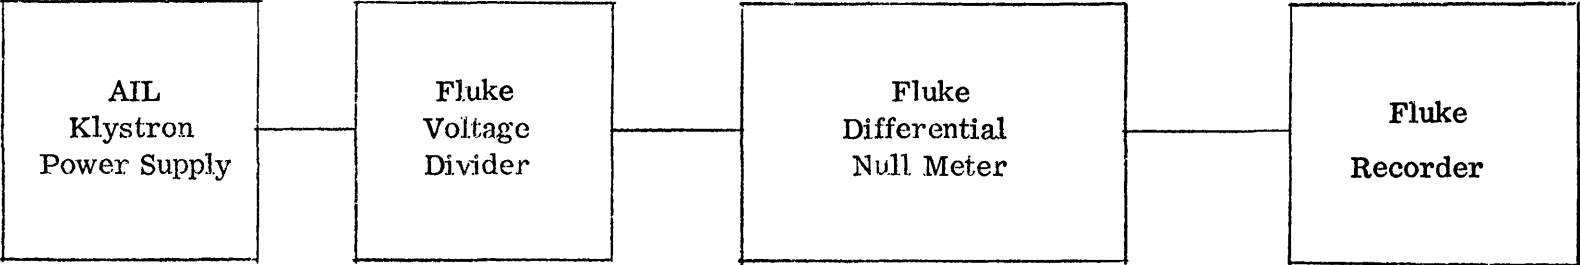 AIL
Klystron
Power Supply
Fluke
Voltage
Divider
Fluke
Differential
Null Meter
Fluke
Recorder